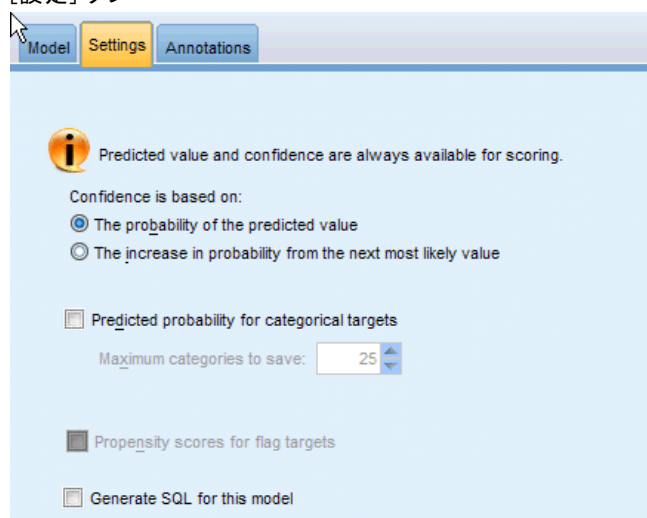 Model Settings Annotations
Predicted value and confidence are always available for scoring.
Confidence is based on:
The probability of the predicted value
The increase in probability from the next most likely value
Predicted probability for categorical targets
Maximum categories to save: 25
Propensity scores for flag targets
Generate SQL for this model